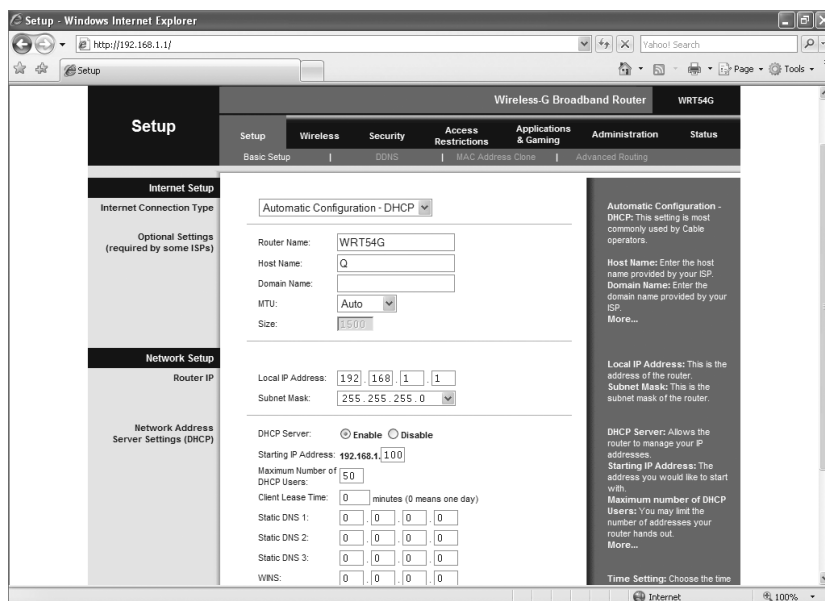 Setup - Windows Internet Explorer
http://192.168.1.1/
Yahoo! Search
Setup
Page
Tools
Wireless-G Broadband Router WRT54G
Setup
Setup Wireless Security Access Restrictions Applications & Gaming Administration Status
Basic Setup | DDNS | MAC Address Clone | Advanced Routing
Internet Setup
Internet Connection Type
Automatic Configuration - DHCP
Optional Settings
(required by some ISPs)
Router Name: WRT54G
Host Name: Q
Domain Name:
MTU: Auto
Size: 1500
Network Setup
Router IP
Local IP Address: 192 . 168 . 1 . 1
Subnet Mask: 255.255.255.0
Network Address
Server Settings (DHCP)
DHCP Server: Enable Disable
Starting IP Address: 192.168.1. 100
Maximum Number of
DHCP Users: 50
Client Lease Time: 0 minutes (0 means one day)
Static DNS 1: 0 . 0 . 0 . 0
Static DNS 2: 0 . 0 . 0 . 0
Static DNS 3: 0 . 0 . 0 . 0
WINS: 0 . 0 . 0 . 0
Automatic Configuration -
DHCP: This setting is most
commonly used by Cable
operators.
Host Name: Enter the host
name provided by your ISP.
Domain Name: Enter the
domain name provided by your
ISP.
More...
Local IP Address: This is the
address of the router.
Subnet Mask: This is the
subnet mask of the router.
DHCP Server: Allows the
router to manage your IP
addresses.
Starting IP Address: The
address you would like to start
with.
Maximum number of DHCP
Users: You may limit the
number of addresses your
router hands out.
More...
Time Setting: Choose the time
Internet
100%